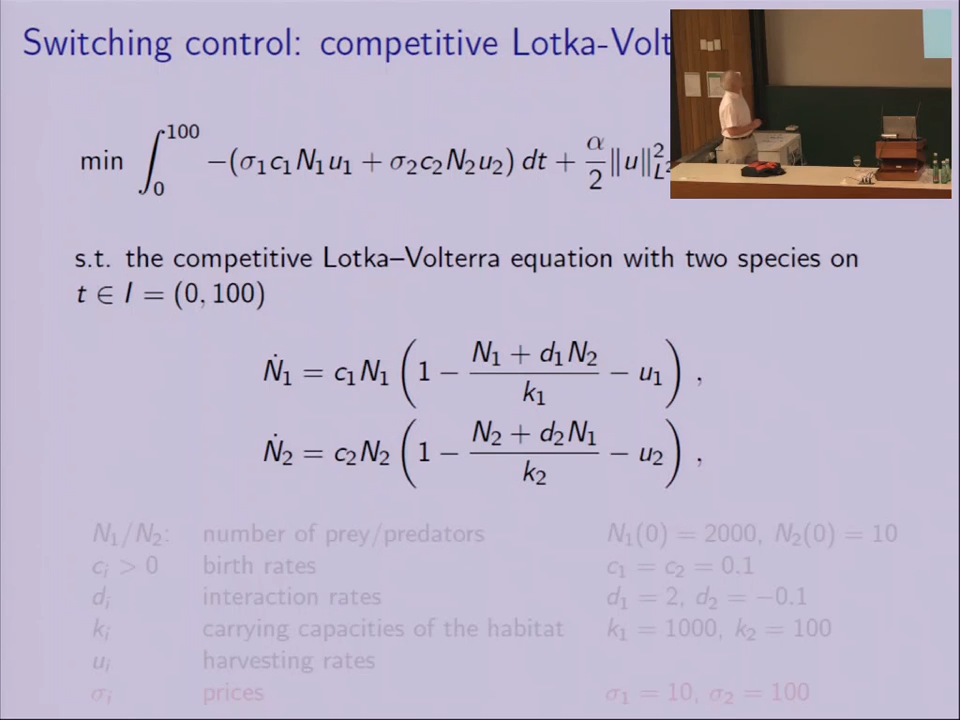 Switching control: competitive Lotka-Volt
min ∫₀¹⁰⁰ −(σ₁c₁N₁u₁ + σ₂c₂N₂u₂) dt + α/2 ‖u‖²_L
s.t. the competitive Lotka–Volterra equation with two species on
t ∈ I = (0, 100)
Ṅ₁ = c₁N₁ (1 − (N₁ + d₁N₂)/k₁ − u₁) ,
Ṅ₂ = c₂N₂ (1 − (N₂ + d₂N₁)/k₂ − u₂) ,
N₁/N₂: number of prey/predators N₁(0) = 2000, N₂(0) = 10
cᵢ > 0 birth rates c₁ = c₂ = 0.1
dᵢ interaction rates d₁ = 2, d₂ = −0.1
kᵢ carrying capacities of the habitat k₁ = 1000, k₂ = 100
uᵢ harvesting rates
σᵢ prices σ₁ = 10, σ₂ = 100